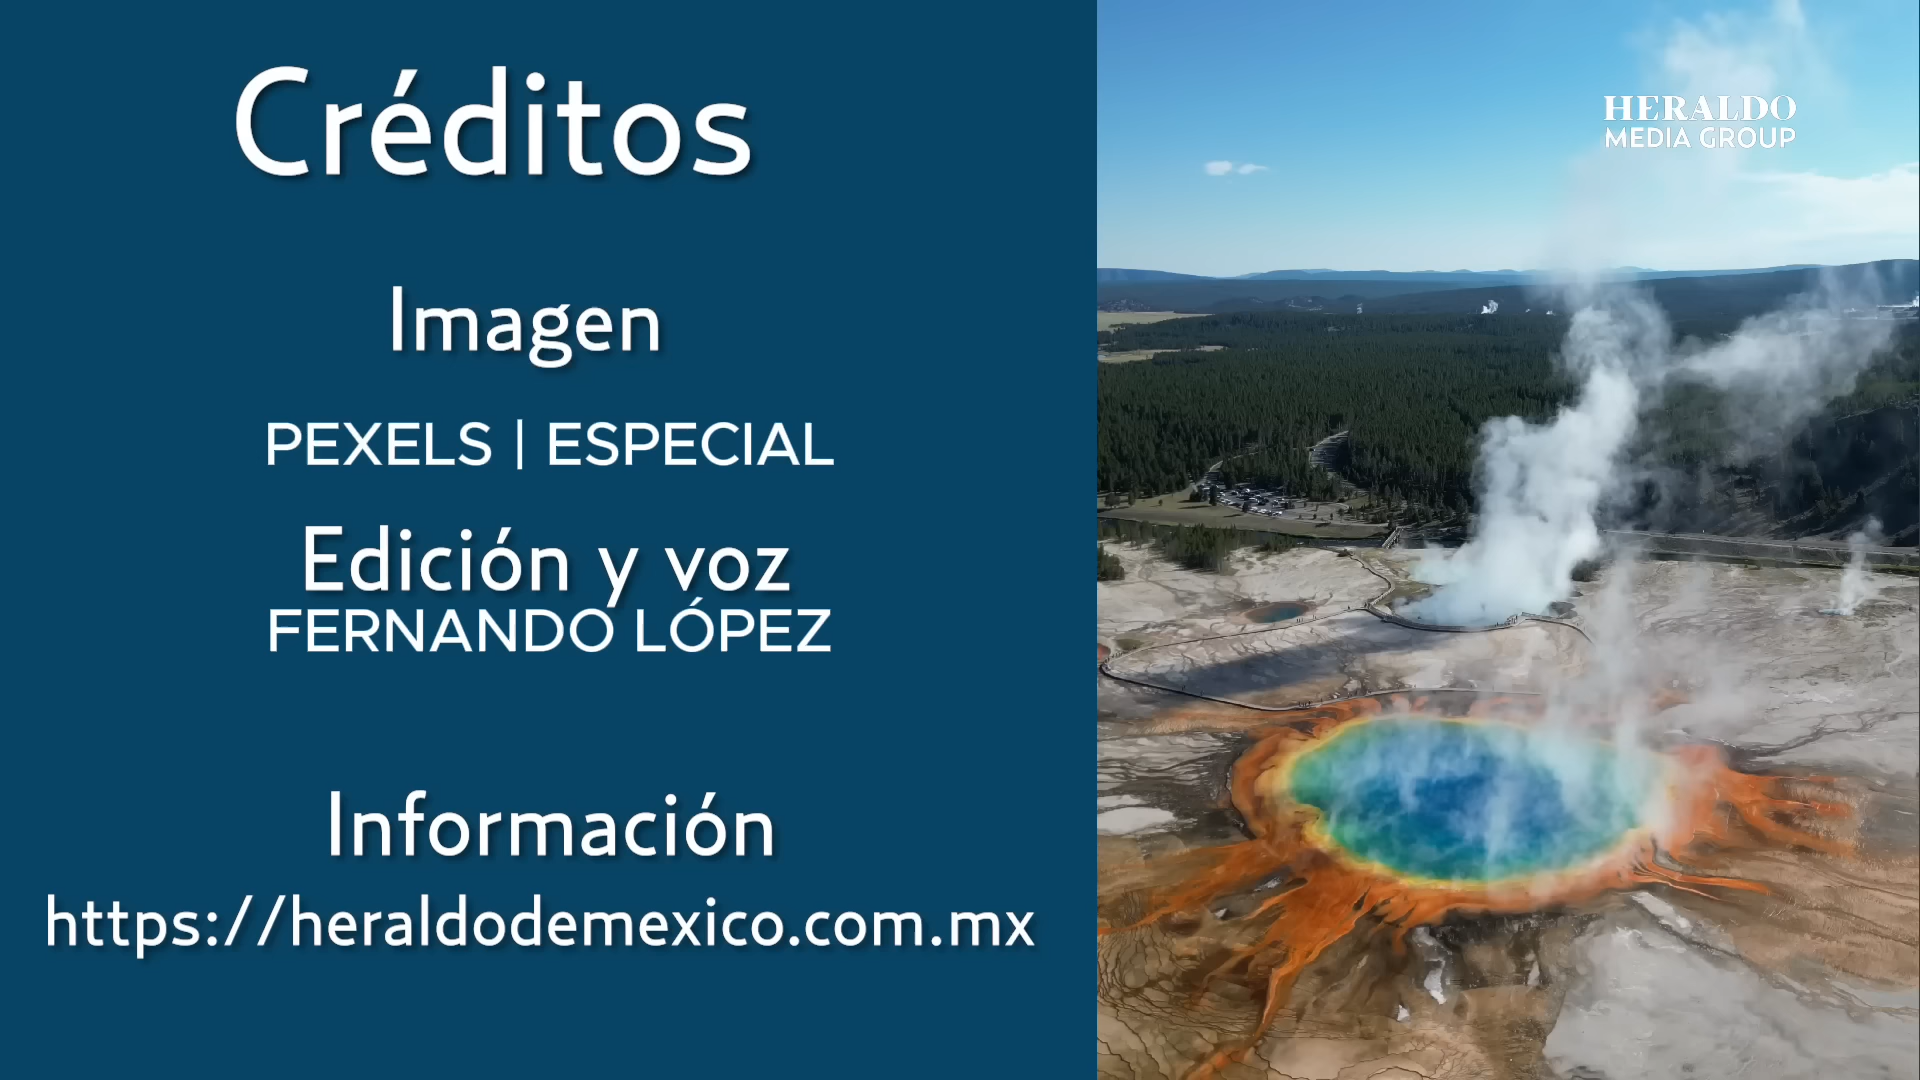 Créditos
Imagen
PEXELS | ESPECIAL
Edición y voz
FERNANDO LÓPEZ
Información
https://heraldodemexico.com.mx
HERALDO
MEDIA GROUP